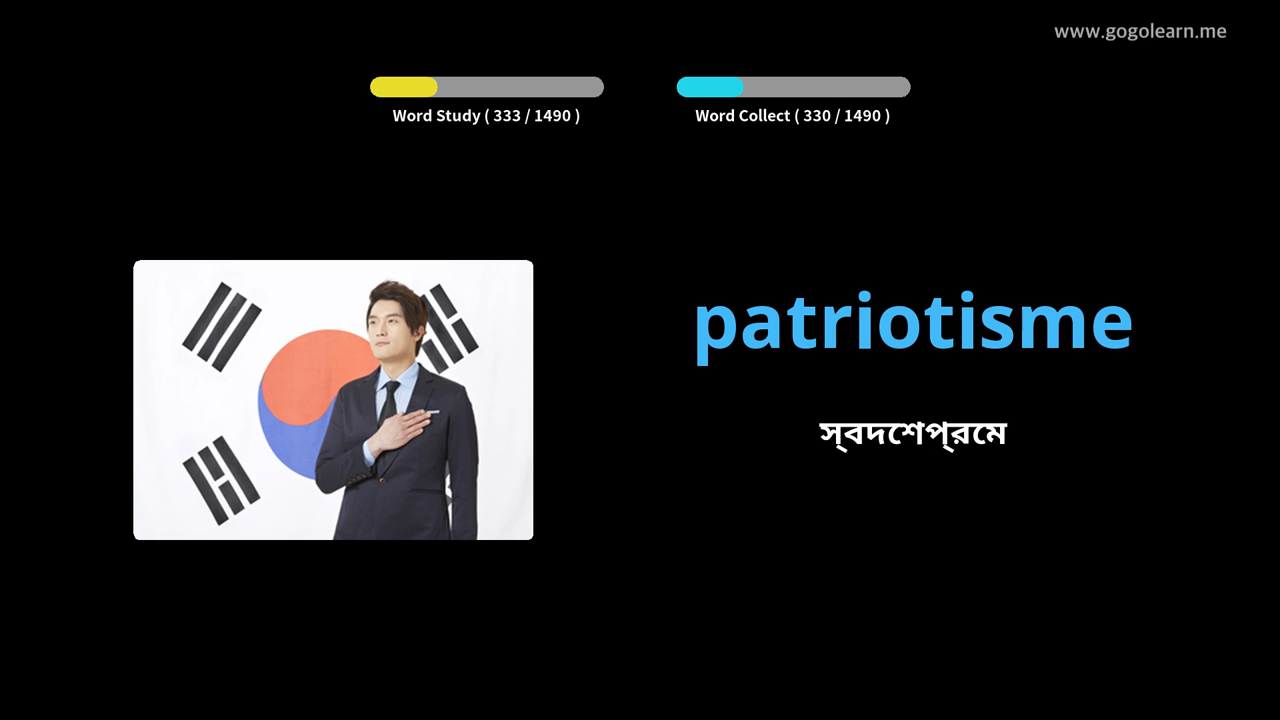 www.gogolearn.me
Word Study ( 333 / 1490 )
Word Collect ( 330 / 1490 )
patriotisme
স্বদেশপ্রেম